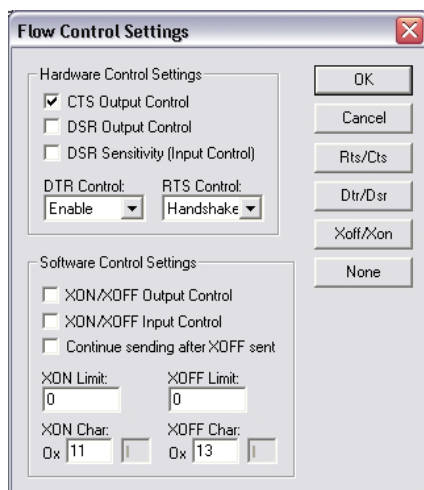 Flow Control Settings
Hardware Control Settings
CTS Output Control
DSR Output Control
DSR Sensitivity (Input Control)
DTR Control: RTS Control:
Enable Handshake
Software Control Settings
XON/XOFF Output Control
XON/XOFF Input Control
Continue sending after XOFF sent
XON Limit: XOFF Limit:
0 0
XON Char: XOFF Char:
0x 11 0x 13
OK
Cancel
Rts/Cts
Dtr/Dsr
Xoff/Xon
None